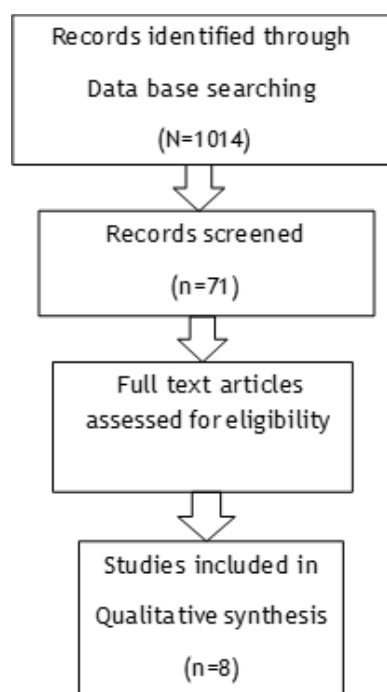 Records identified through
Data base searching
(N=1014)
Records screened
(n=71)
Full text articles
assessed for eligibility
Studies included in
Qualitative synthesis
(n=8)